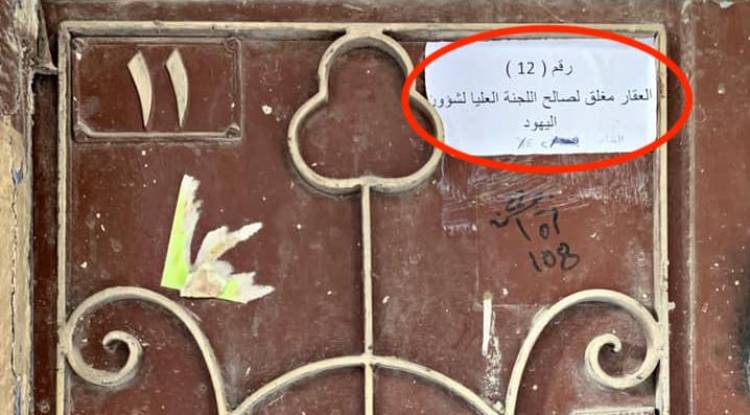 ١١
رقم ( 12 )
العقار مغلق لصالح اللجنة العليا لشؤون
اليهود
108